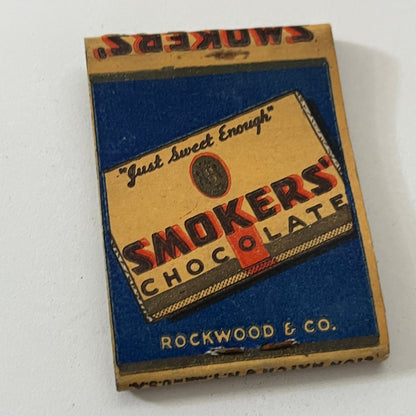 SMOKERS'
"Just Sweet Enough"
SMOKERS'
CHOCOLATE
ROCKWOOD & CO.